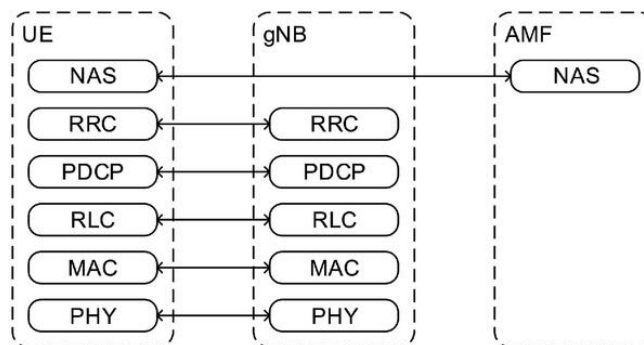 UE gNB AMF
NAS NAS
RRC RRC
PDCP PDCP
RLC RLC
MAC MAC
PHY PHY